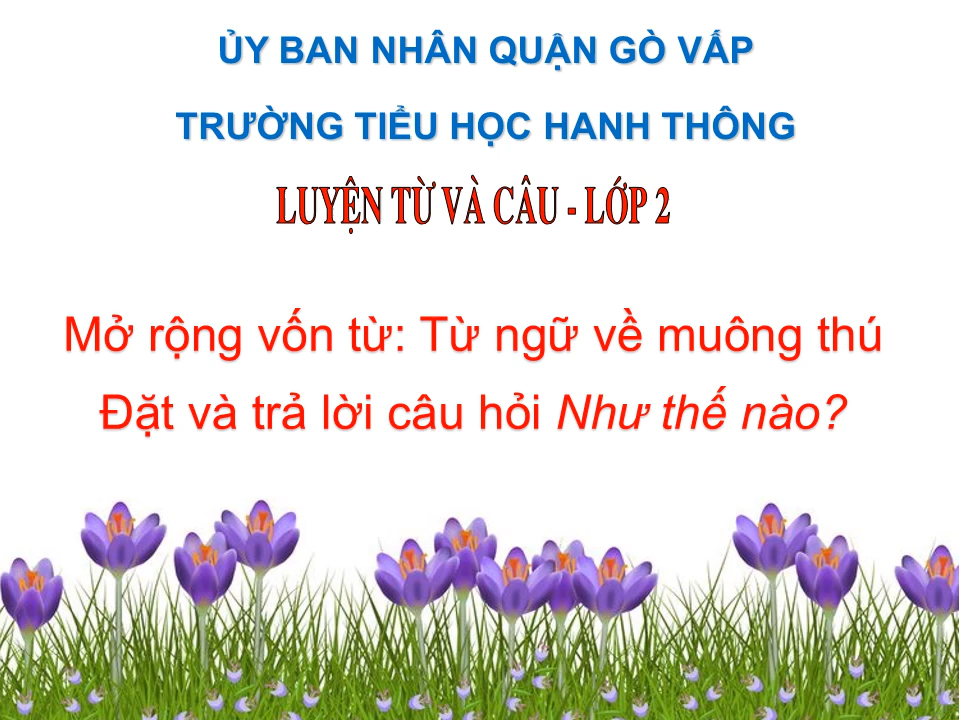 ỦY BAN NHÂN QUẬN GÒ VẤP
TRƯỜNG TIỂU HỌC HANH THÔNG
LUYỆN TỪ VÀ CÂU - LỚP 2
Mở rộng vốn từ: Từ ngữ về muông thú
Đặt và trả lời câu hỏi Như thế nào?